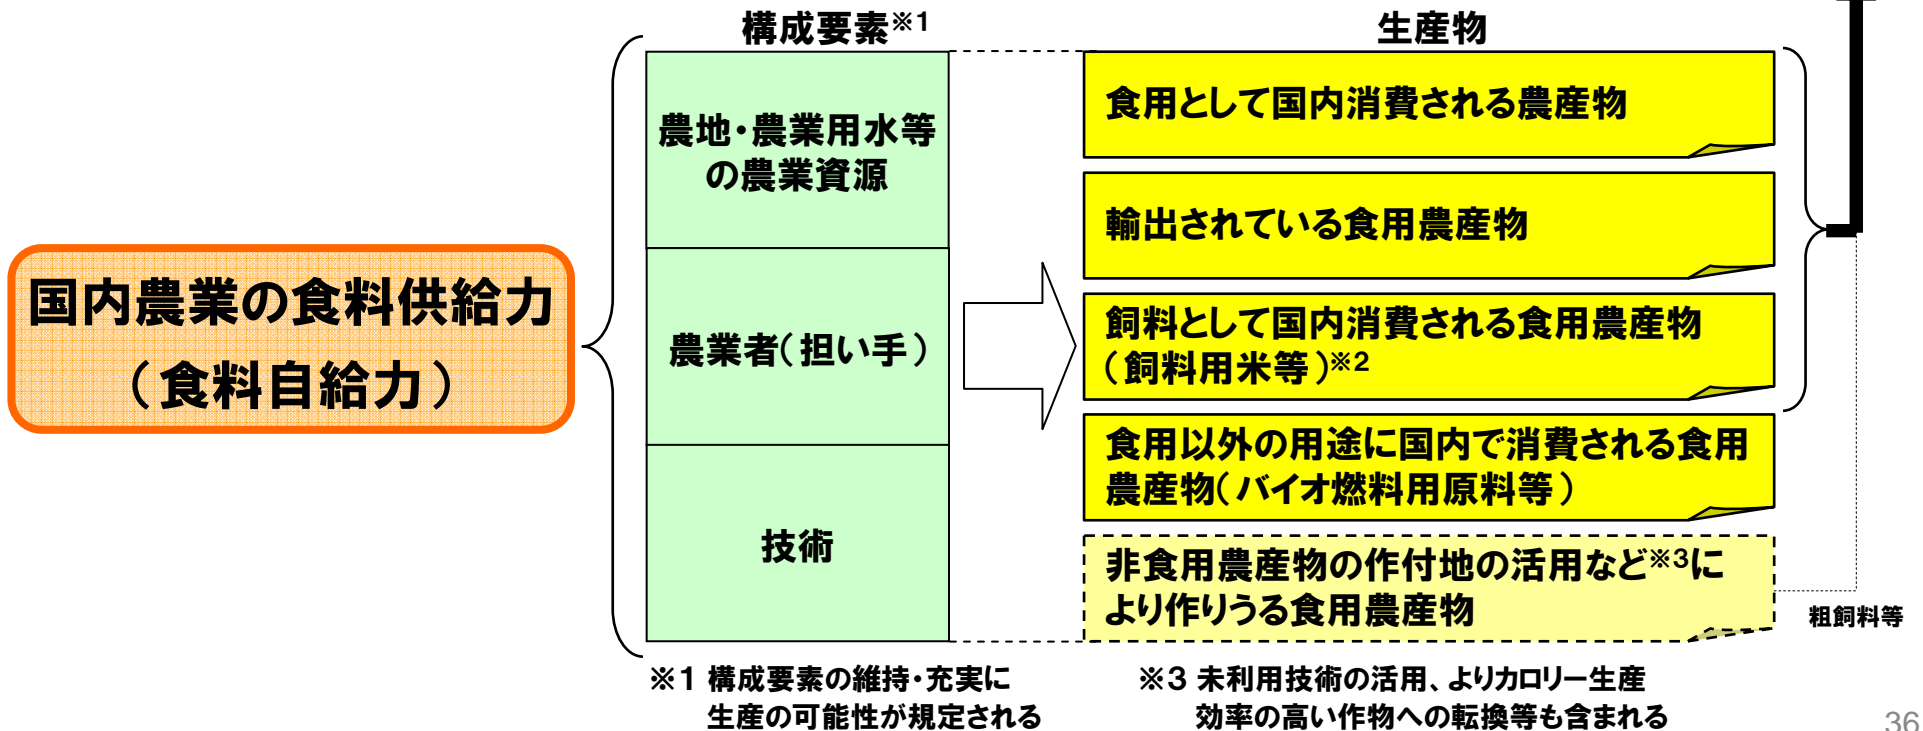 構成要素※1
生産物
国内農業の食料供給力
（食料自給力）
農地・農業用水等
の農業資源
農業者（担い手）
技術
食用として国内消費される農産物
輸出されている食用農産物
飼料として国内消費される食用農産物
（飼料用米等）※2
食用以外の用途に国内で消費される食用
農産物（バイオ燃料用原料等）
非食用農産物の作付地の活用など※3に
より作りうる食用農産物
粗飼料等
※1 構成要素の維持・充実に
生産の可能性が規定される
※3 未利用技術の活用、よりカロリー生産
効率の高い作物への転換等も含まれる
36